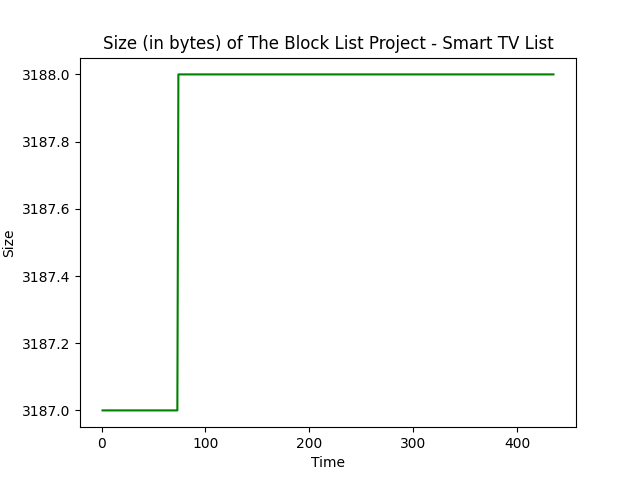 Size (in bytes) of The Block List Project - Smart TV List
3188.0
3187.8
3187.6
3187.4
3187.2
3187.0
Size
0 100 200 300 400
Time